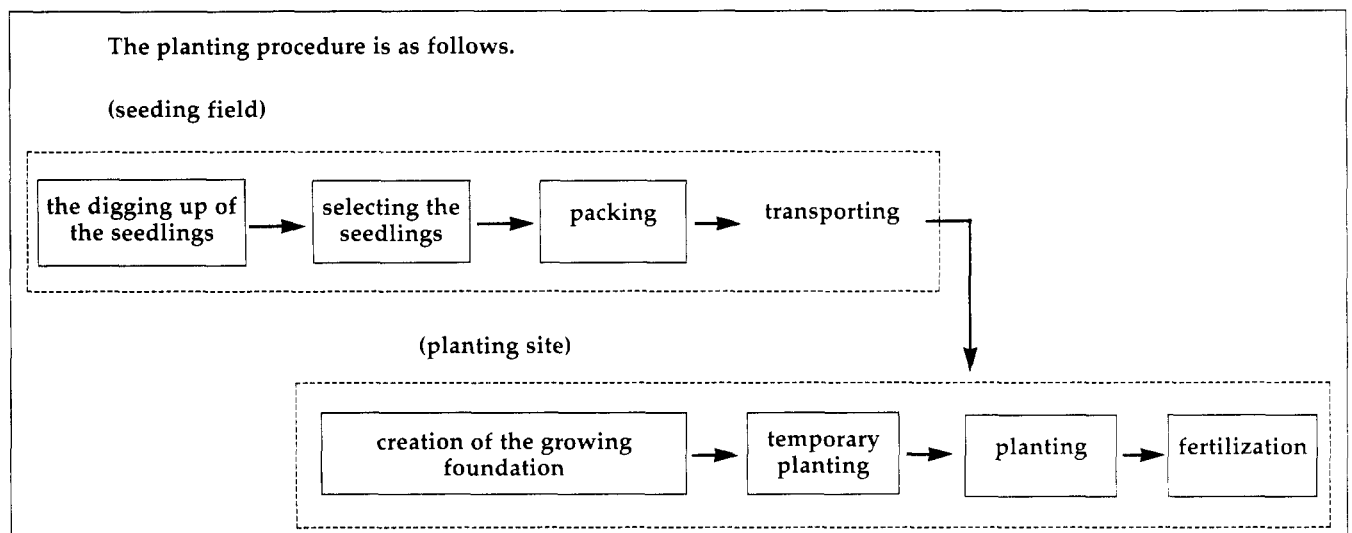 The planting procedure is as follows.
(seeding field)
the digging up of
the seedlings
selecting the
seedlings
packing
transporting
(planting site)
creation of the growing
foundation
temporary
planting
planting
fertilization